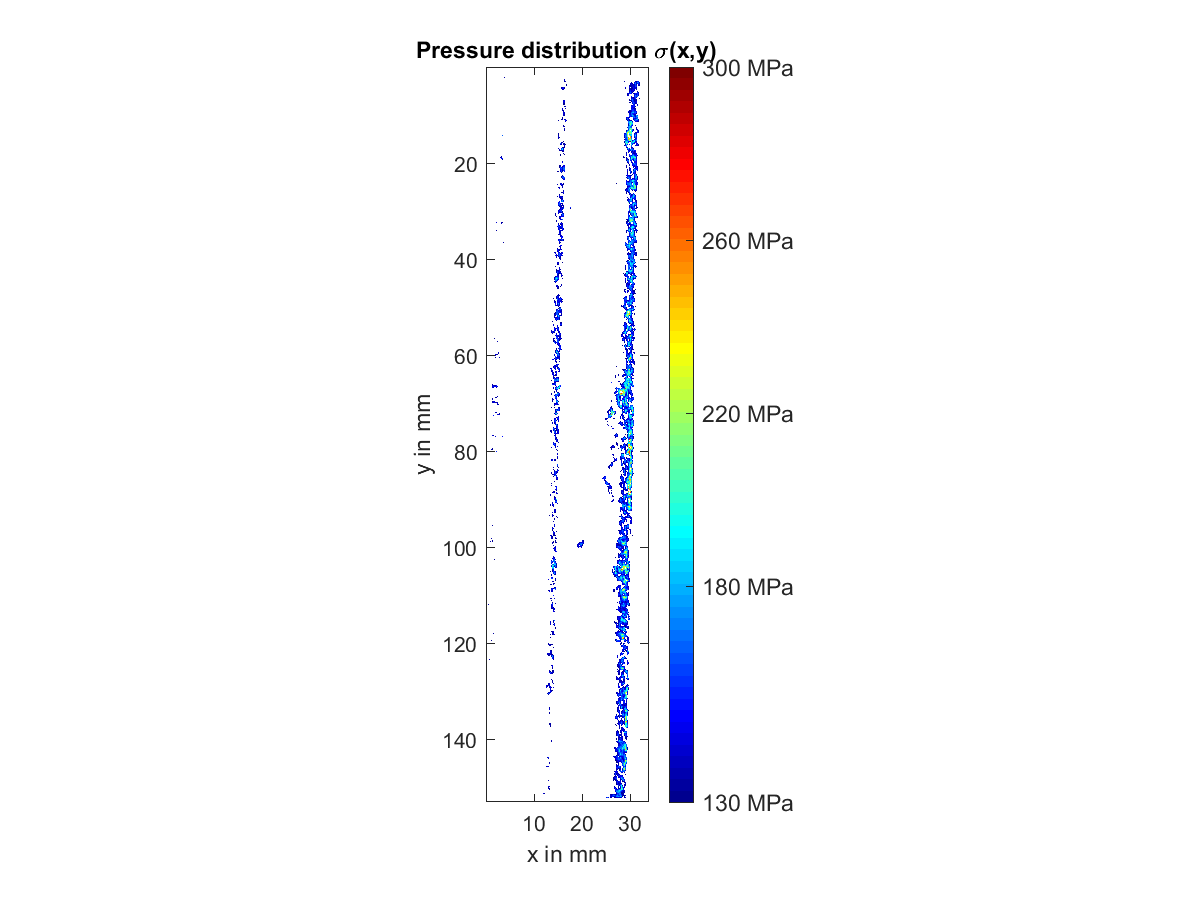 Pressure distribution σ(x,y)
300 MPa
260 MPa
220 MPa
180 MPa
130 MPa
20
40
60
80
100
120
140
y in mm
10 20 30
x in mm